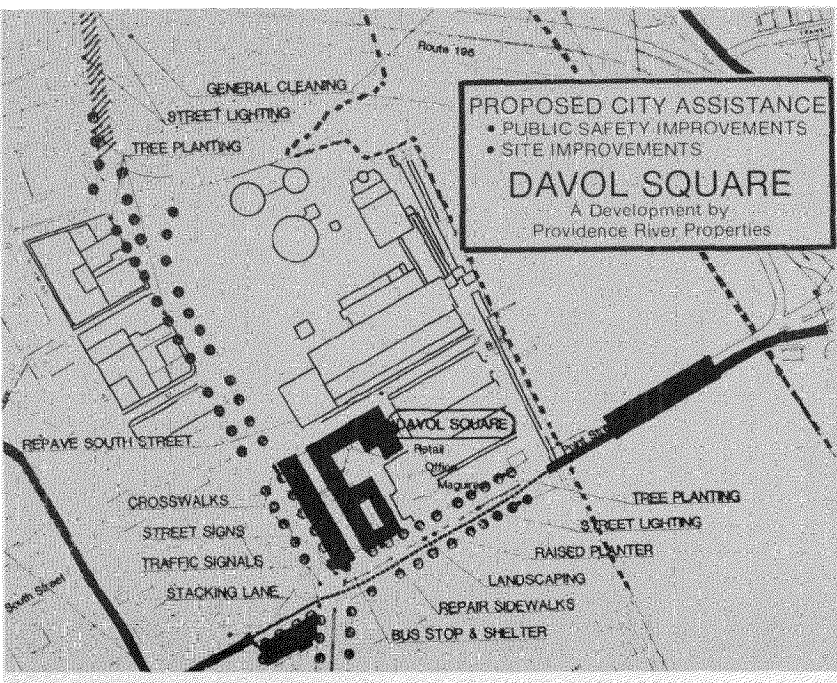 Route 195
GENERAL CLEANING
STREET LIGHTING
TREE PLANTING
PROPOSED CITY ASSISTANCE
• PUBLIC SAFETY IMPROVEMENTS
• SITE IMPROVEMENTS
DAVOL SQUARE
A Development by
Providence River Properties
REPAVE SOUTH STREET
DAVOL SQUARE
Retail
Office
Point Street
CROSSWALKS
STREET SIGNS
TRAFFIC SIGNALS
STACKING LANE
South Street
TREE PLANTING
STREET LIGHTING
RAISED PLANTER
LANDSCAPING
REPAIR SIDEWALKS
BUS STOP & SHELTER